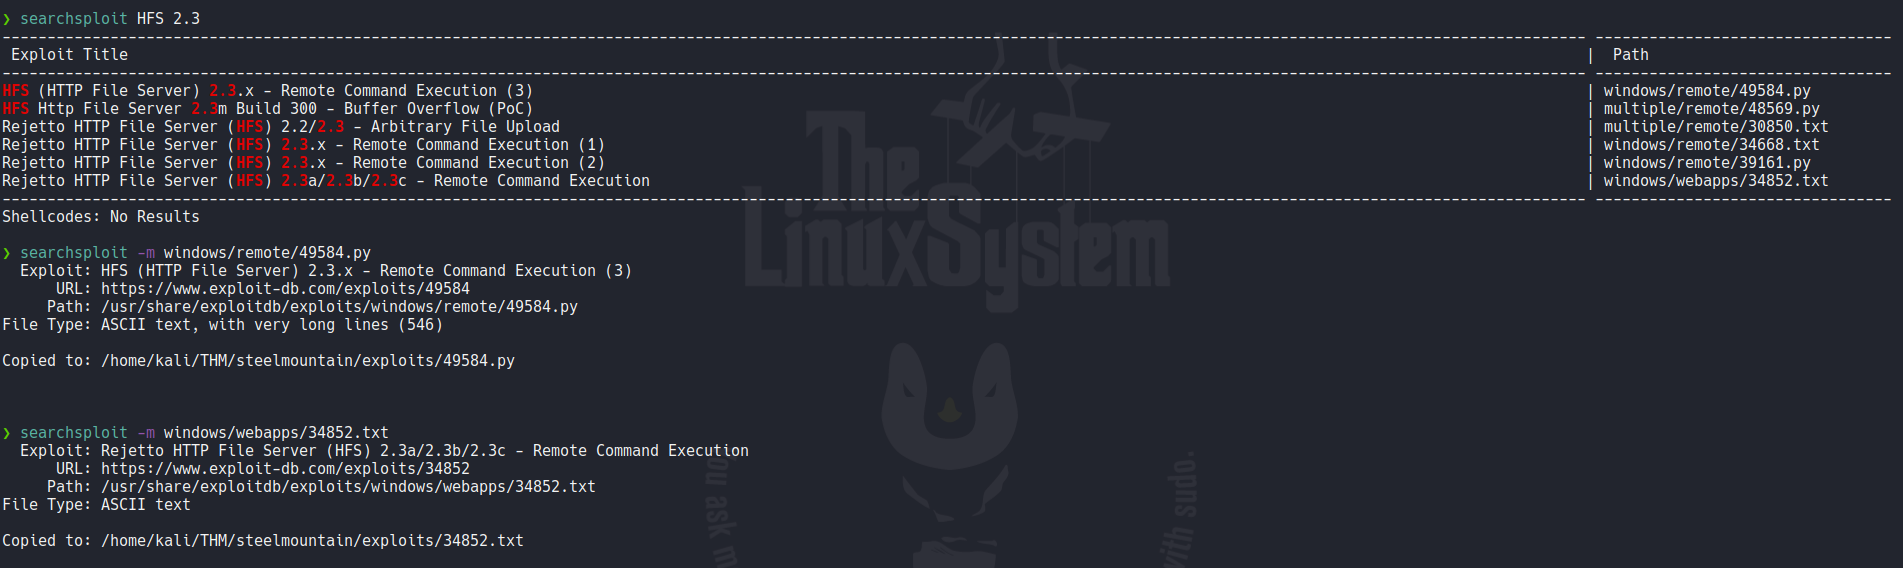 ❯ searchsploit HFS 2.3
---------------------------------------------------------------------------------------------------------------------------------------------------------------------------------- ---------------------------------
Exploit Title | Path
---------------------------------------------------------------------------------------------------------------------------------------------------------------------------------- ---------------------------------
HFS (HTTP File Server) 2.3.x - Remote Command Execution (3) | windows/remote/49584.py
HFS Http File Server 2.3m Build 300 - Buffer Overflow (PoC) | multiple/remote/48569.py
Rejetto HTTP File Server (HFS) 2.2/2.3 - Arbitrary File Upload | multiple/remote/30850.txt
Rejetto HTTP File Server (HFS) 2.3.x - Remote Command Execution (1) | windows/remote/34668.txt
Rejetto HTTP File Server (HFS) 2.3.x - Remote Command Execution (2) | windows/remote/39161.py
Rejetto HTTP File Server (HFS) 2.3a/2.3b/2.3c - Remote Command Execution | windows/webapps/34852.txt
---------------------------------------------------------------------------------------------------------------------------------------------------------------------------------- ---------------------------------
Shellcodes: No Results
❯ searchsploit -m windows/remote/49584.py
Exploit: HFS (HTTP File Server) 2.3.x - Remote Command Execution (3)
URL: https://www.exploit-db.com/exploits/49584
Path: /usr/share/exploitdb/exploits/windows/remote/49584.py
File Type: ASCII text, with very long lines (546)
Copied to: /home/kali/THM/steelmountain/exploits/49584.py
❯ searchsploit -m windows/webapps/34852.txt
Exploit: Rejetto HTTP File Server (HFS) 2.3a/2.3b/2.3c - Remote Command Execution
URL: https://www.exploit-db.com/exploits/34852
Path: /usr/share/exploitdb/exploits/windows/webapps/34852.txt
File Type: ASCII text
Copied to: /home/kali/THM/steelmountain/exploits/34852.txt
The
LinuxSystem
ou ask m
with sudo.